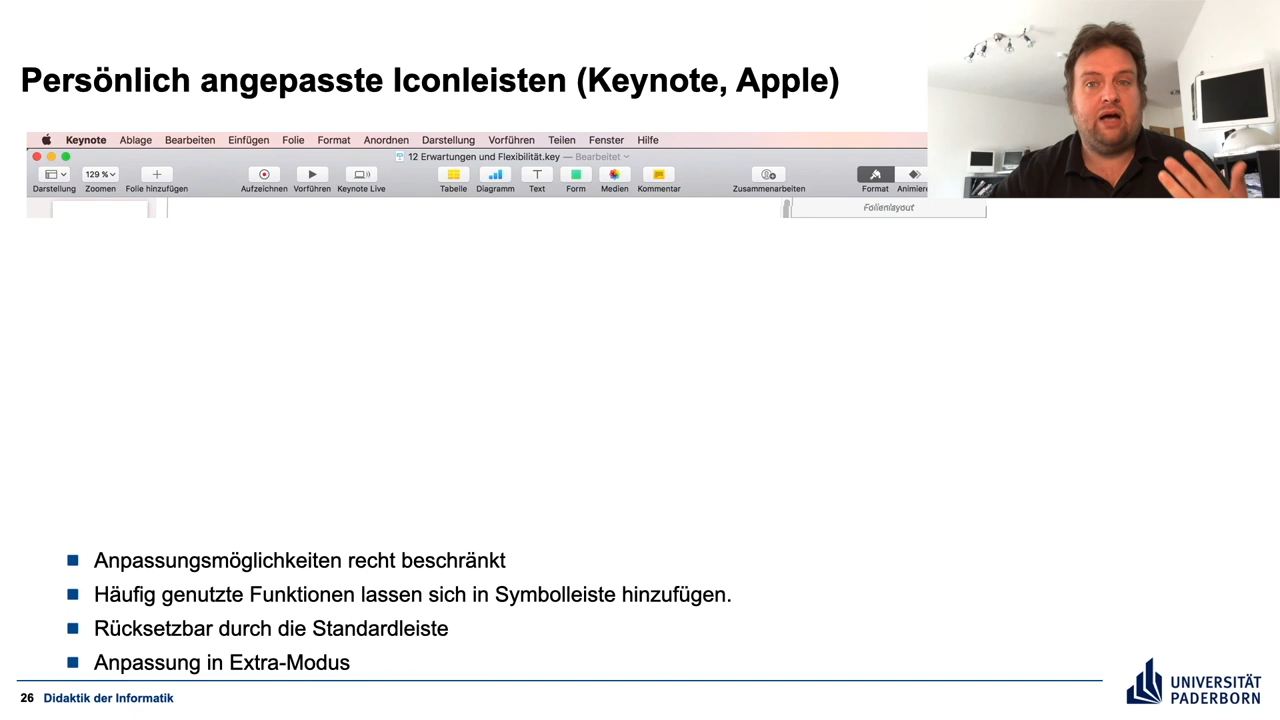 Persönlich angepasste Iconleisten (Keynote, Apple)
Keynote Ablage Bearbeiten Einfügen Folie Format Anordnen Darstellung Vorführen Teilen Fenster Hilfe
12 Erwartungen und Flexibilität.key — Bearbeitet
129 %
Darstellung Zoomen Folie hinzufügen Aufzeichnen Vorführen Keynote Live Tabelle Diagramm Text Form Medien Kommentar Zusammenarbeiten Format Animiere
Folienlayout
Anpassungsmöglichkeiten recht beschränkt
Häufig genutzte Funktionen lassen sich in Symbolleiste hinzufügen.
Rücksetzbar durch die Standardleiste
Anpassung in Extra-Modus
26 Didaktik der Informatik
UNIVERSITÄT
PADERBORN